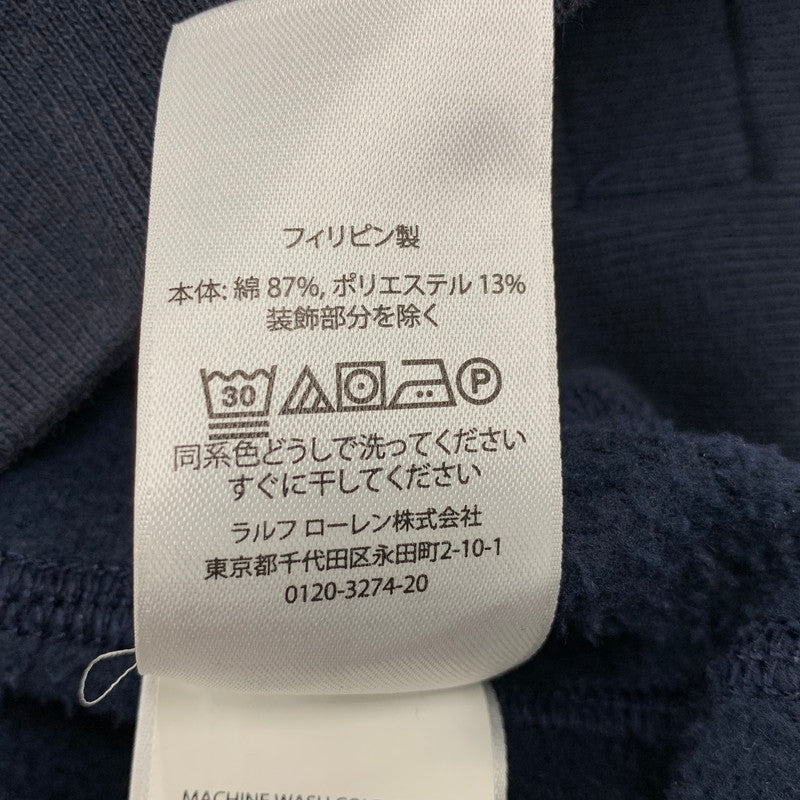 フィリピン製
本体: 綿 87%, ポリエステル 13%
装飾部分を除く
30 P
同系色どうしで洗ってください
すぐに干してください
ラルフ ローレン株式会社
東京都千代田区永田町2-10-1
0120-3274-20
MACHINE WASH